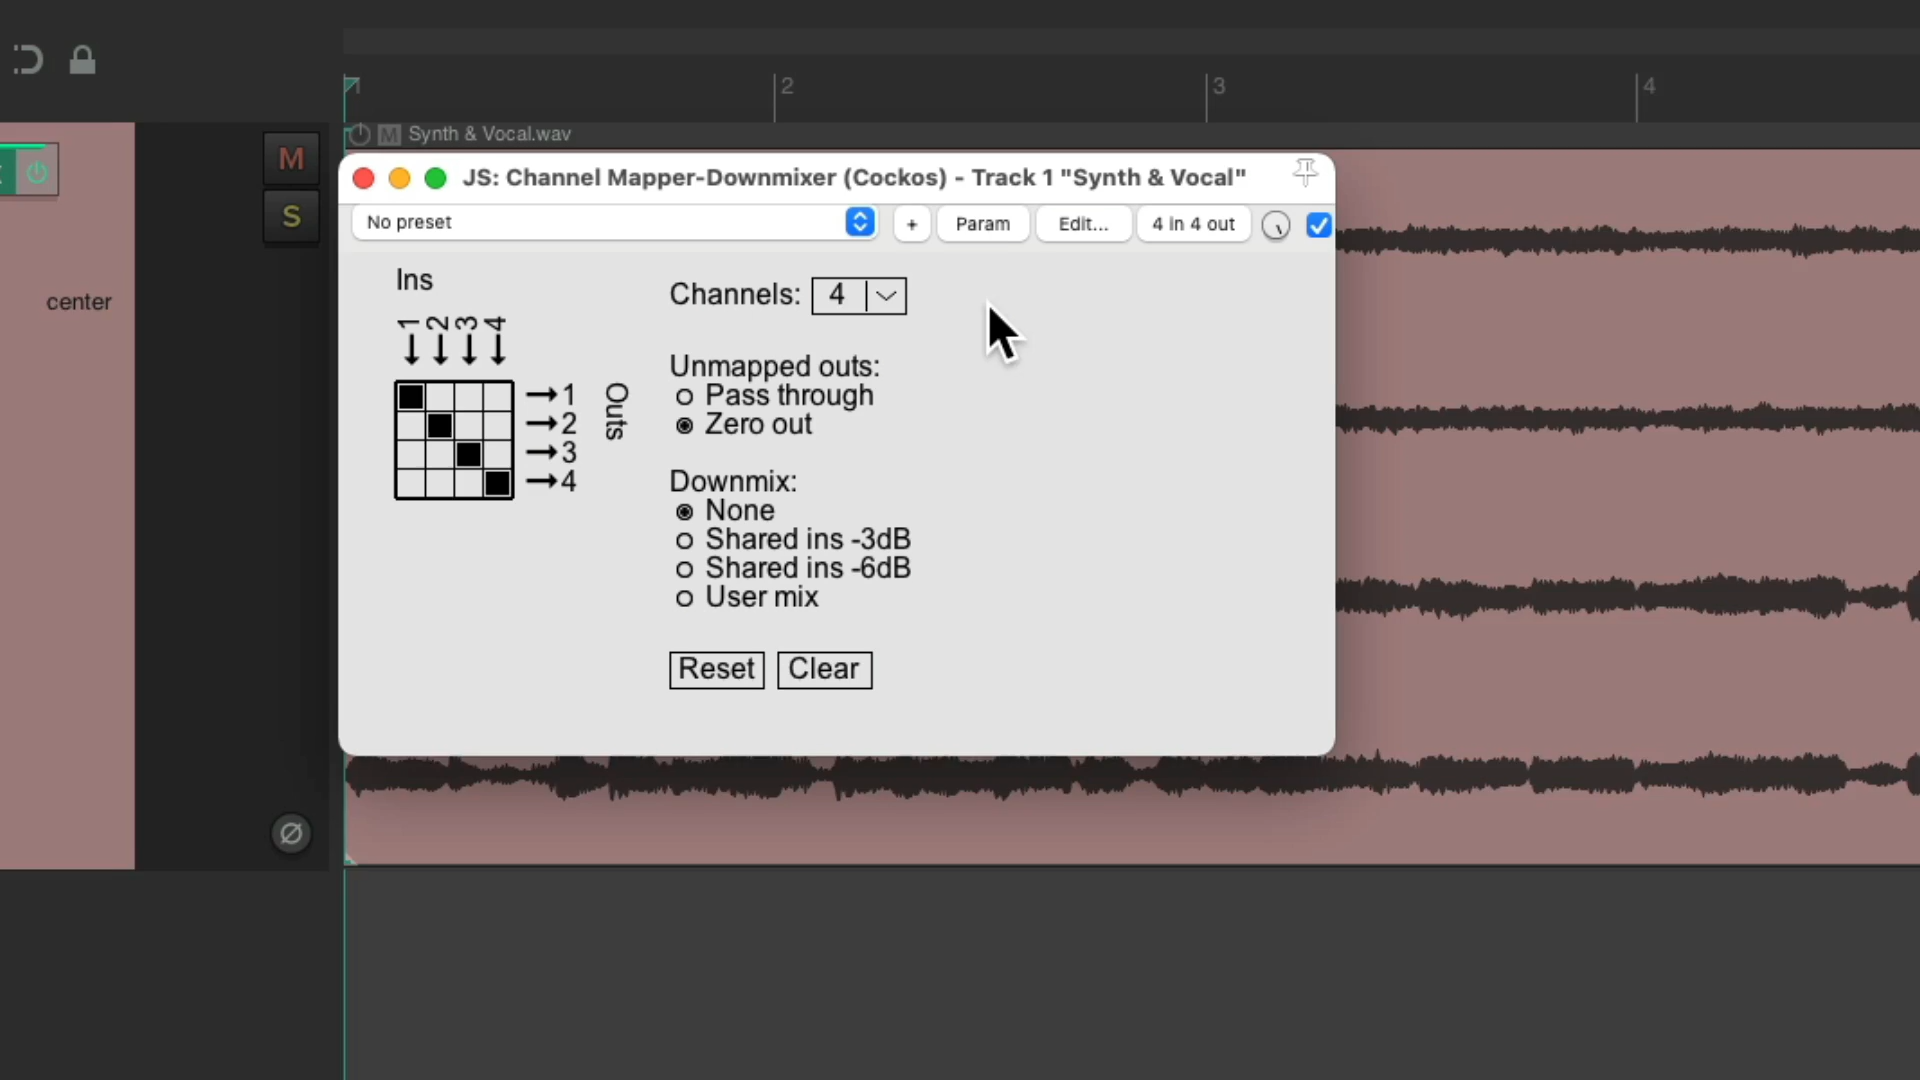 1
2
3
4
M Synth & Vocal.wav
M
S
center
JS: Channel Mapper-Downmixer (Cockos) - Track 1 "Synth & Vocal"
No preset
+
Param
Edit...
4 in 4 out
Ins
1 2 3 4
→1
→2
→3
→4
Outs
Channels: 4
Unmapped outs:
Pass through
Zero out
Downmix:
None
Shared ins -3dB
Shared ins -6dB
User mix
Reset
Clear